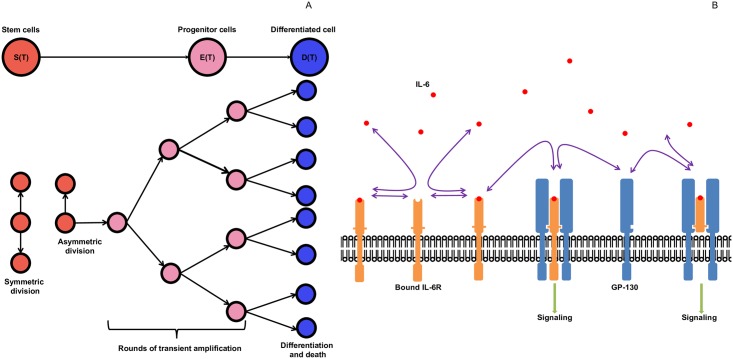 A
Stem cells
Progenitor cells
Differentiated cell
S(T)
E(T)
D(T)
Symmetric
division
Asymmetric
division
Rounds of transient amplification
Differentiation
and death
B
IL-6
Bound IL-6R
GP-130
Signaling
Signaling